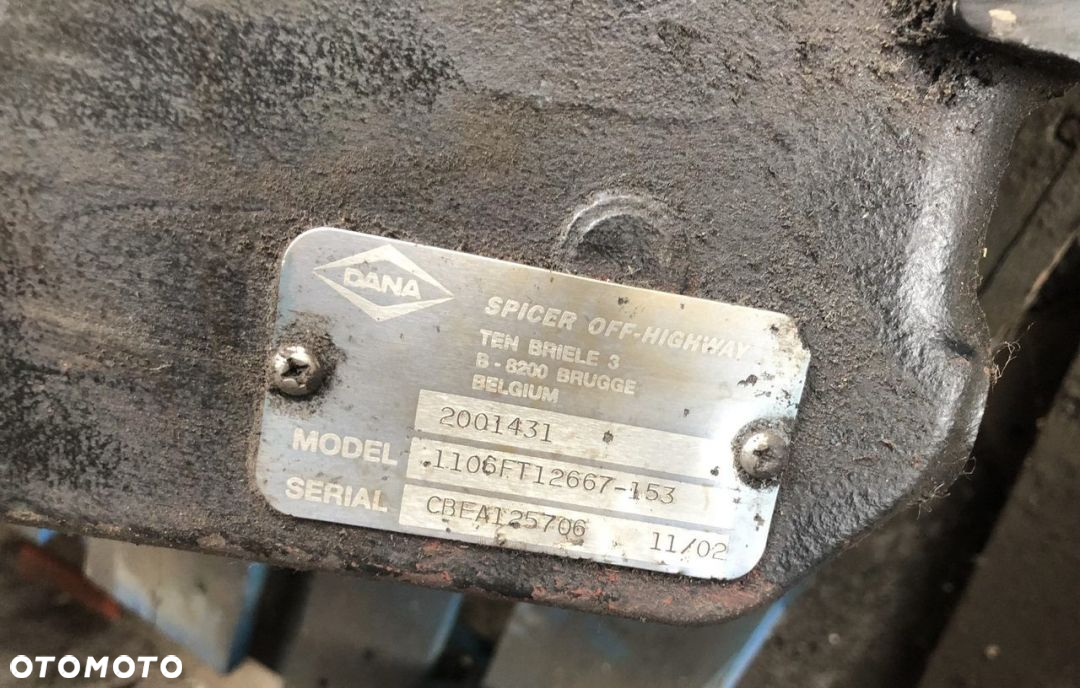 DANA
SPICER OFF-HIGHWAY
TEN BRIELE 3
B - 8200 BRUGGE
BELGIUM
2001431
MODEL 1106FT12667-153
SERIAL CBEA125706 11/02
OTOMOTO